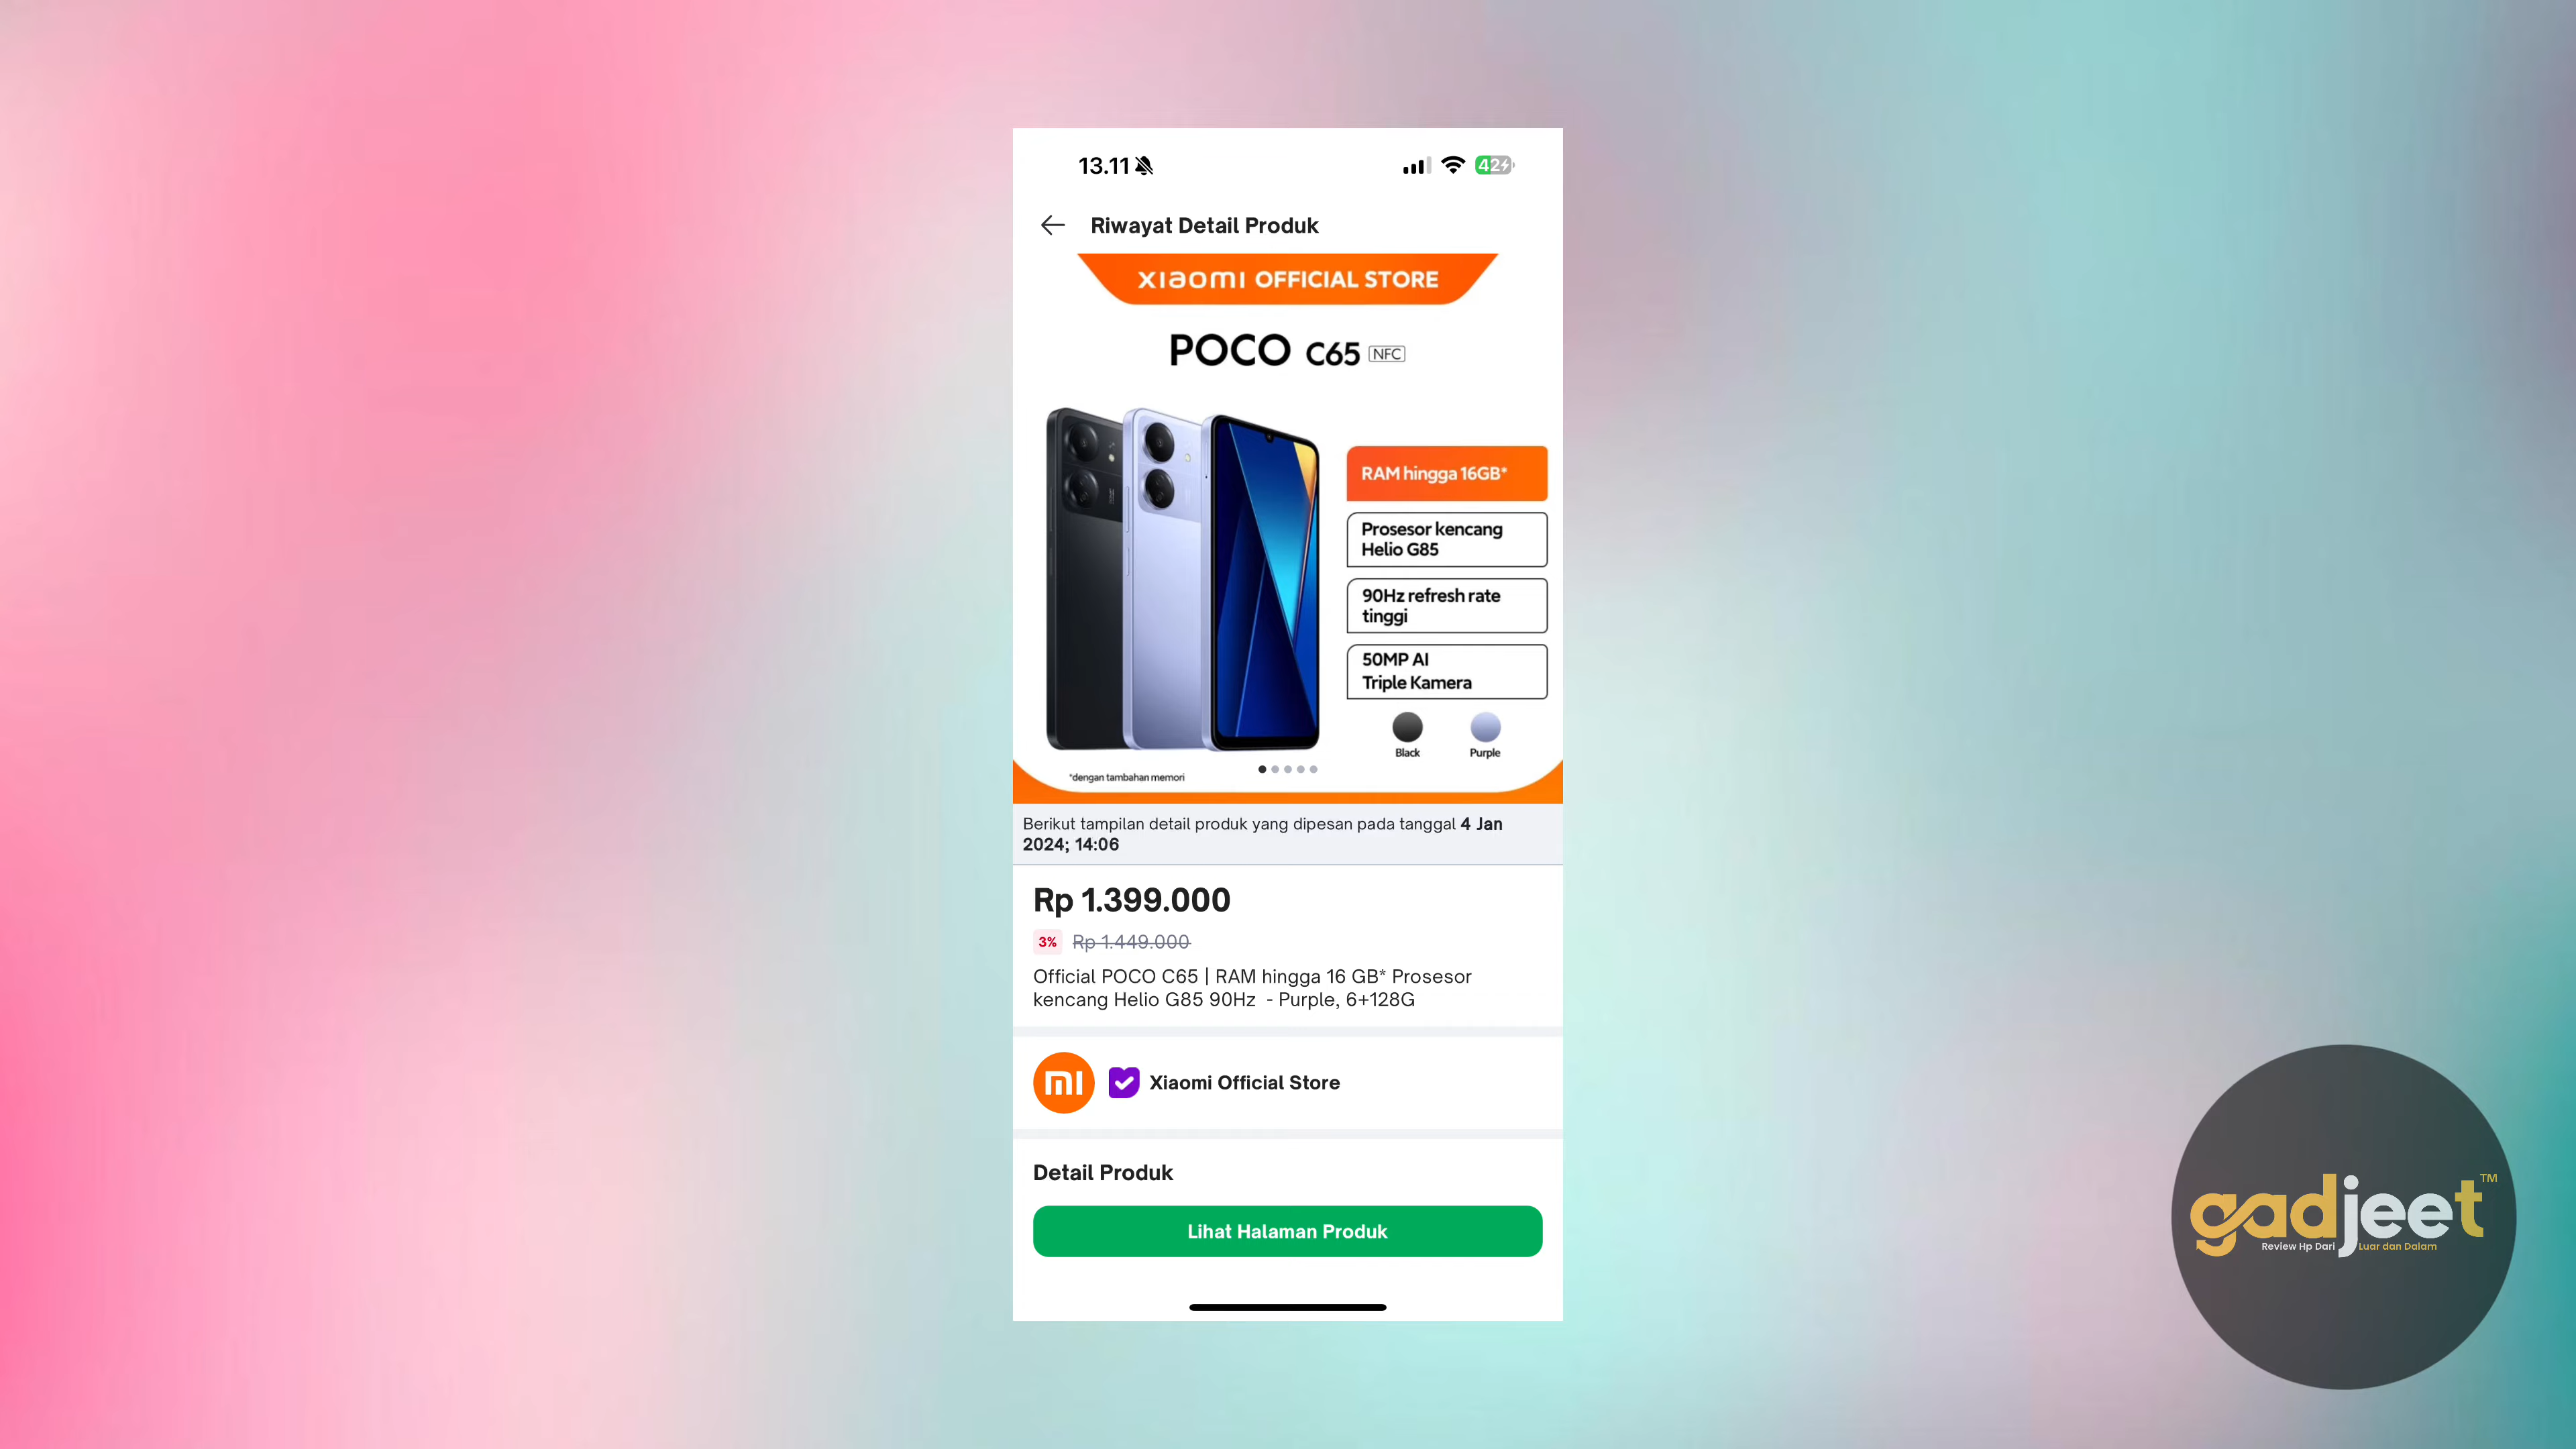 13.11
42
Riwayat Detail Produk
xiaomi OFFICIAL STORE
POCO C65 NFC
RAM hingga 16GB*
Prosesor kencang
Helio G85
90Hz refresh rate
tinggi
50MP AI
Triple Kamera
Black
Purple
*dengan tambahan memori
Berikut tampilan detail produk yang dipesan pada tanggal 4 Jan
2024; 14:06
Rp 1.399.000
3% Rp 1.449.000
Official POCO C65 | RAM hingga 16 GB* Prosesor
kencang Helio G85 90Hz - Purple, 6+128G
mi
Xiaomi Official Store
Detail Produk
Lihat Halaman Produk
gadjeet™
Review Hp Dari Luar dan Dalam